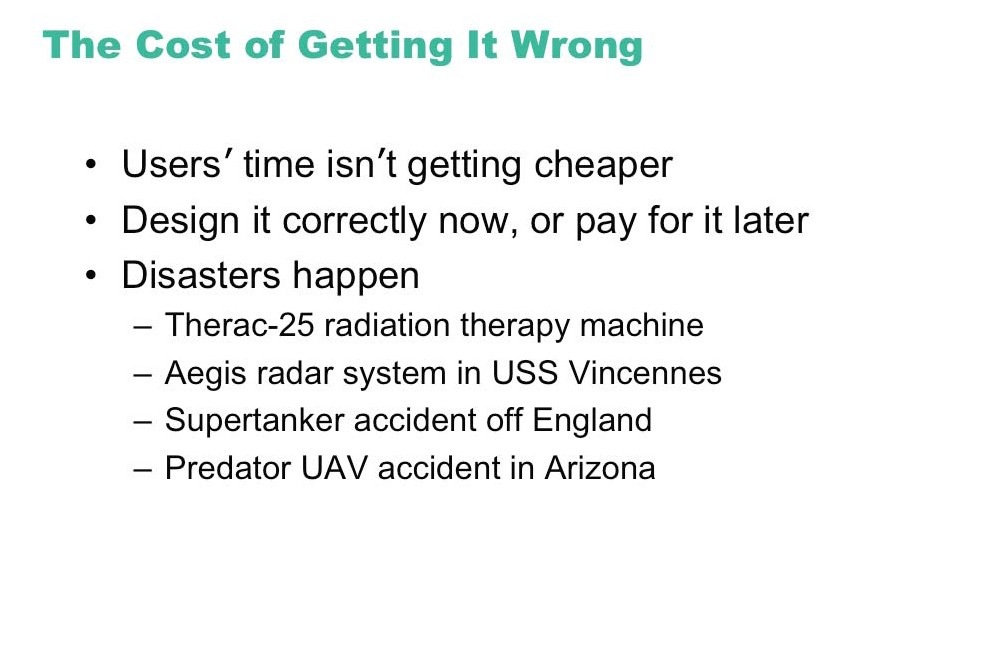 The Cost of Getting It Wrong
• Users′ time isn′t getting cheaper
• Design it correctly now, or pay for it later
• Disasters happen
– Therac-25 radiation therapy machine
– Aegis radar system in USS Vincennes
– Supertanker accident off England
– Predator UAV accident in Arizona